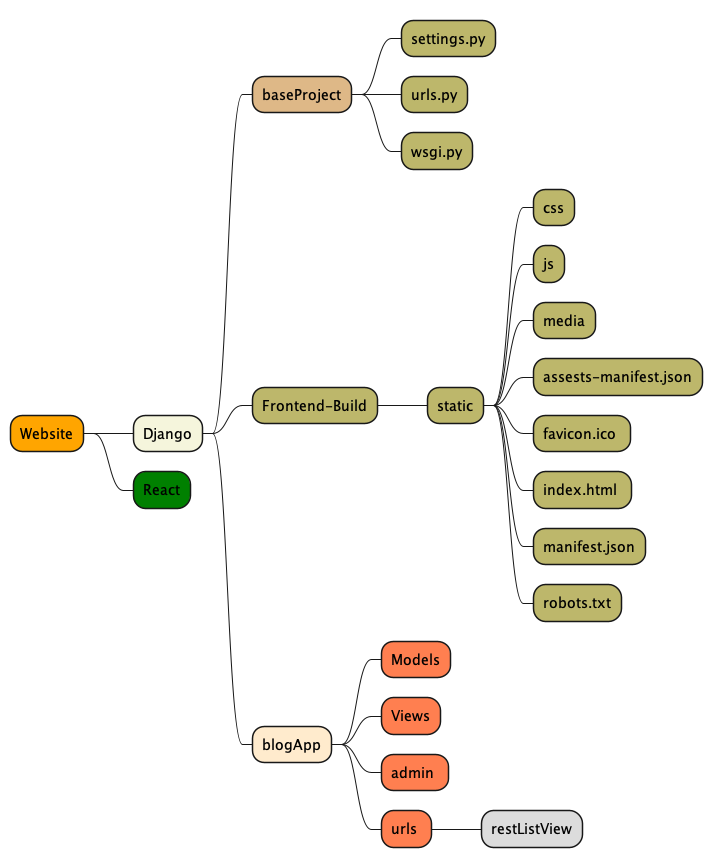 Website
Django
baseProject
settings.py
urls.py
wsgi.py
Frontend-Build
static
css
js
media
assests-manifest.json
favicon.ico
index.html
manifest.json
robots.txt
blogApp
Models
Views
admin
urls
restListView
React